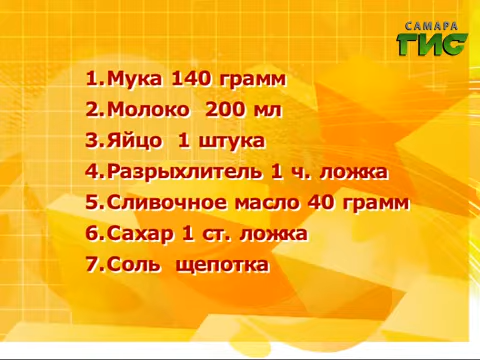 САМАРА
ГИС
1.Мука 140 грамм
2.Молоко 200 мл
3.Яйцо 1 штука
4.Разрыхлитель 1 ч. ложка
5.Сливочное масло 40 грамм
6.Сахар 1 ст. ложка
7.Соль щепотка